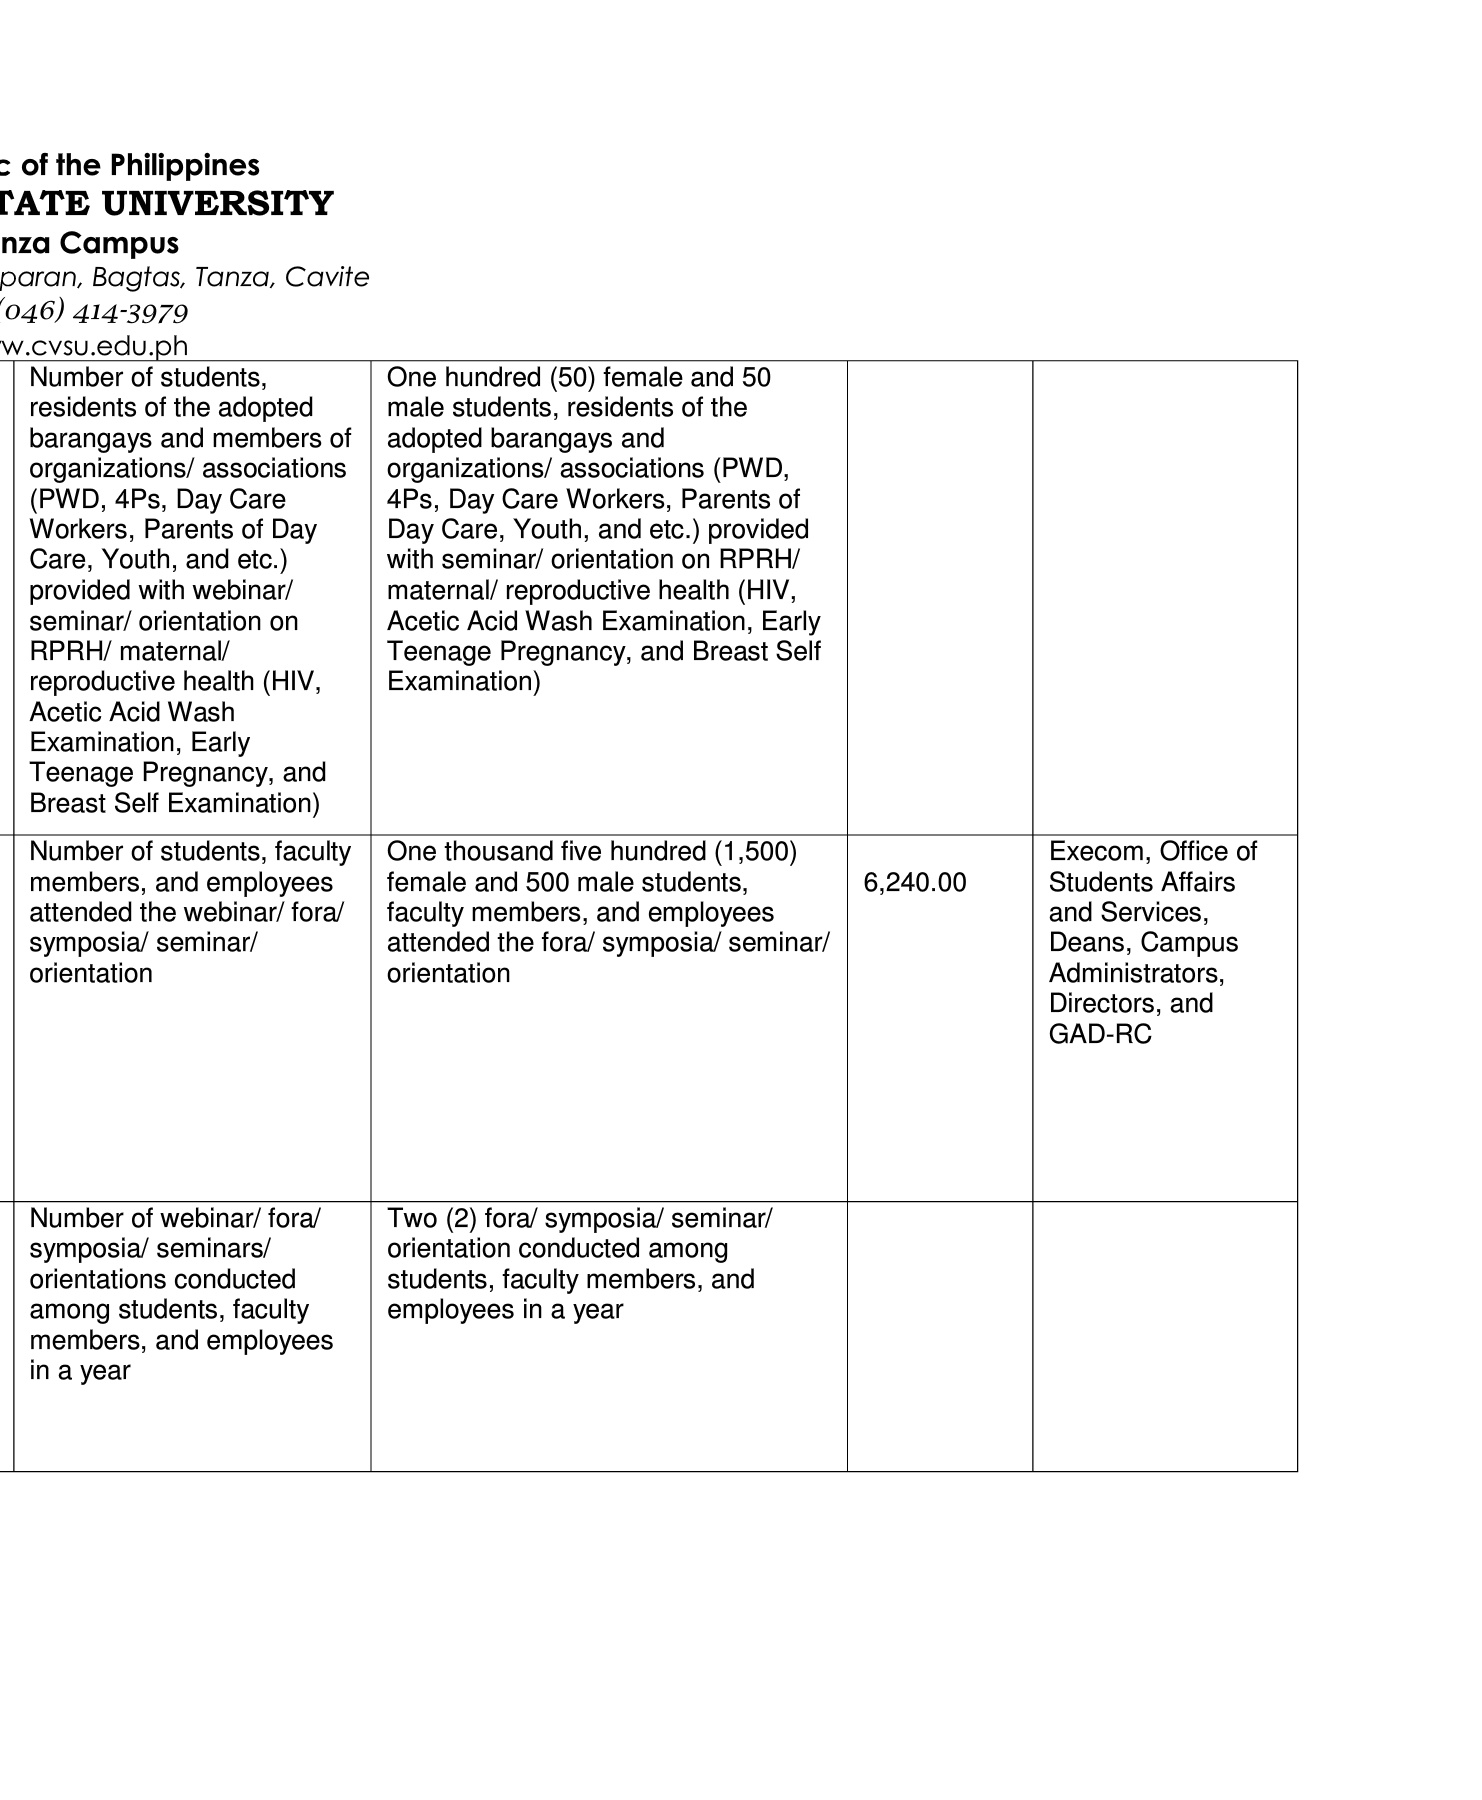 c of the Philippines
TATE UNIVERSITY
nza Campus
paran, Bagtas, Tanza, Cavite
(046) 414-3979
w.cvsu.edu.ph
Number of students,
residents of the adopted
barangays and members of
organizations/ associations
(PWD, 4Ps, Day Care
Workers, Parents of Day
Care, Youth, and etc.)
provided with webinar/
seminar/ orientation on
RPRH/ maternal/
reproductive health (HIV,
Acetic Acid Wash
Examination, Early
Teenage Pregnancy, and
Breast Self Examination)
One hundred (50) female and 50
male students, residents of the
adopted barangays and
organizations/ associations (PWD,
4Ps, Day Care Workers, Parents of
Day Care, Youth, and etc.) provided
with seminar/ orientation on RPRH/
maternal/ reproductive health (HIV,
Acetic Acid Wash Examination, Early
Teenage Pregnancy, and Breast Self
Examination)
Number of students, faculty
members, and employees
attended the webinar/ fora/
symposia/ seminar/
orientation
One thousand five hundred (1,500)
female and 500 male students,
faculty members, and employees
attended the fora/ symposia/ seminar/
orientation
6,240.00
Execom, Office of
Students Affairs
and Services,
Deans, Campus
Administrators,
Directors, and
GAD-RC
Number of webinar/ fora/
symposia/ seminars/
orientations conducted
among students, faculty
members, and employees
in a year
Two (2) fora/ symposia/ seminar/
orientation conducted among
students, faculty members, and
employees in a year